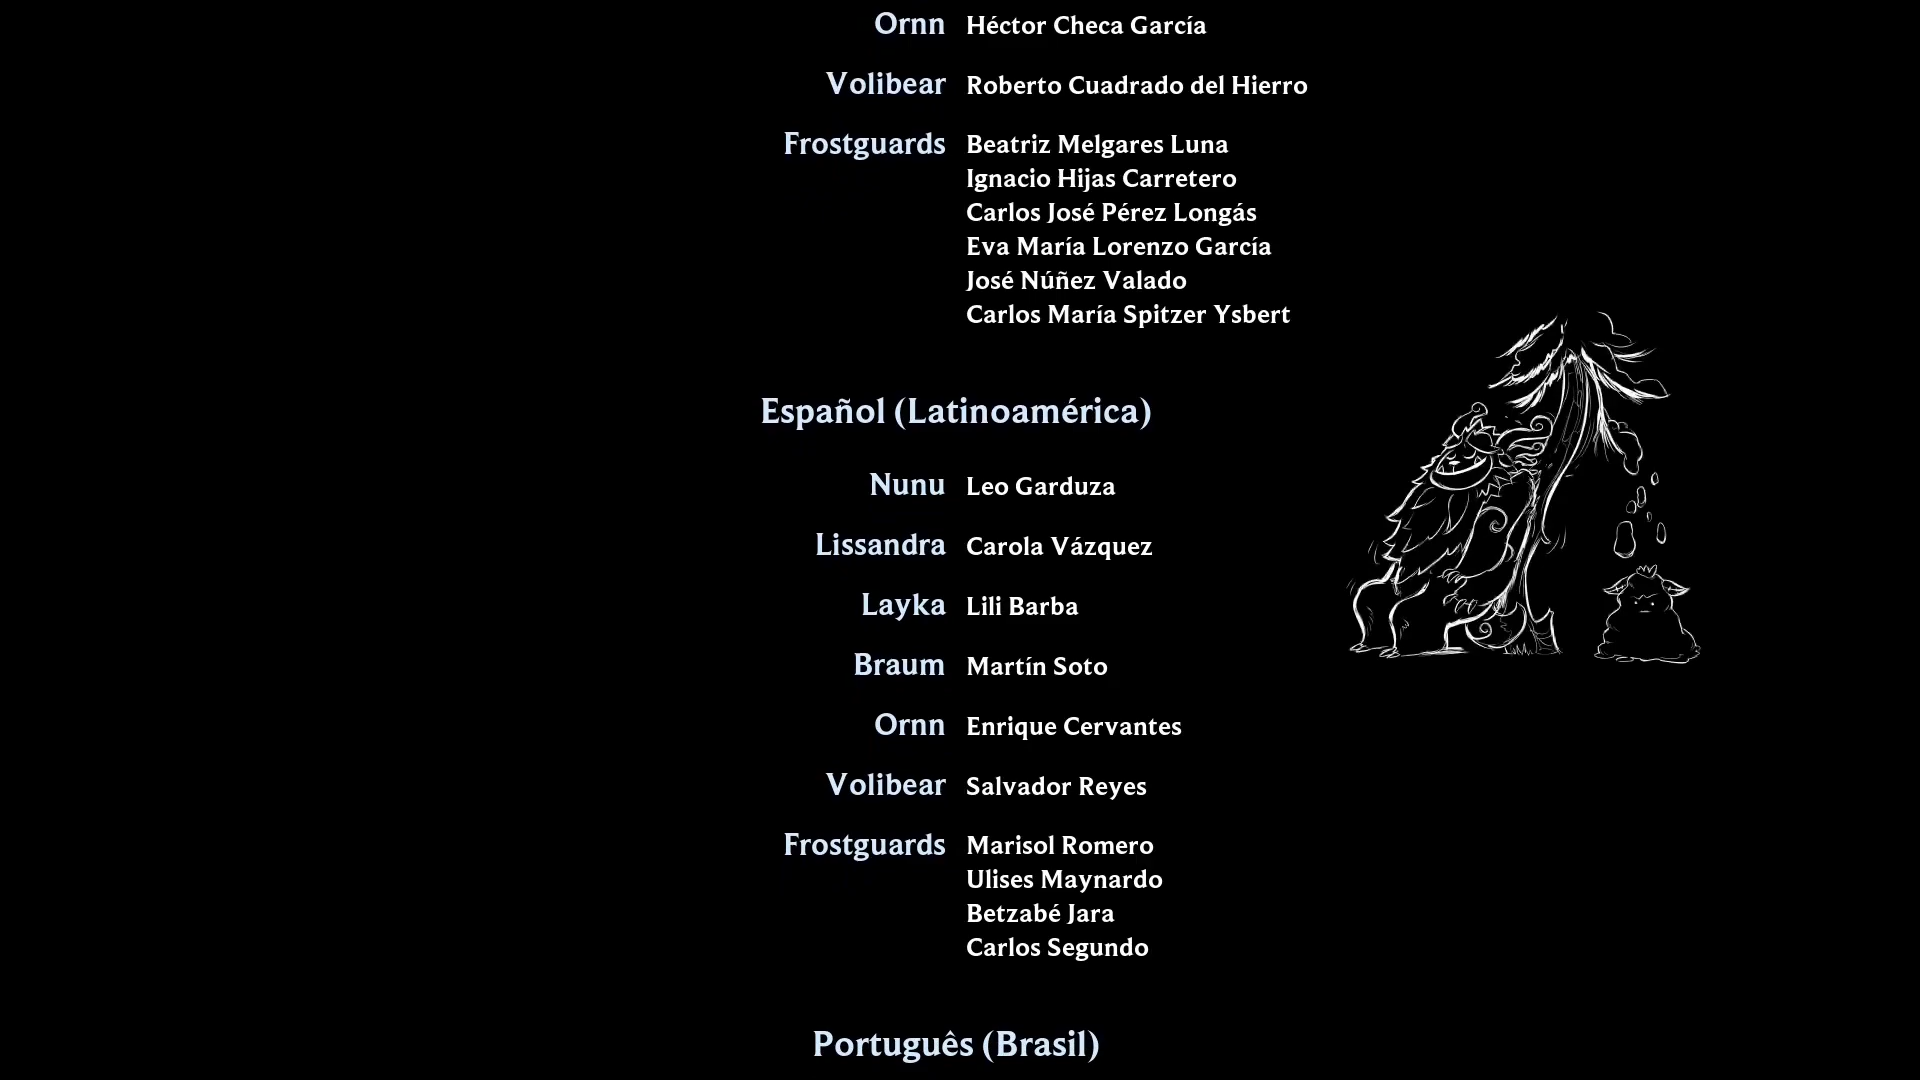 Ornn Héctor Checa García
Volibear Roberto Cuadrado del Hierro
Frostguards Beatriz Melgares Luna
Ignacio Hijas Carretero
Carlos José Pérez Longás
Eva María Lorenzo García
José Núñez Valado
Carlos María Spitzer Ysbert
Español (Latinoamérica)
Nunu Leo Garduza
Lissandra Carola Vázquez
Layka Lili Barba
Braum Martín Soto
Ornn Enrique Cervantes
Volibear Salvador Reyes
Frostguards Marisol Romero
Ulises Maynardo
Betzabé Jara
Carlos Segundo
Português (Brasil)